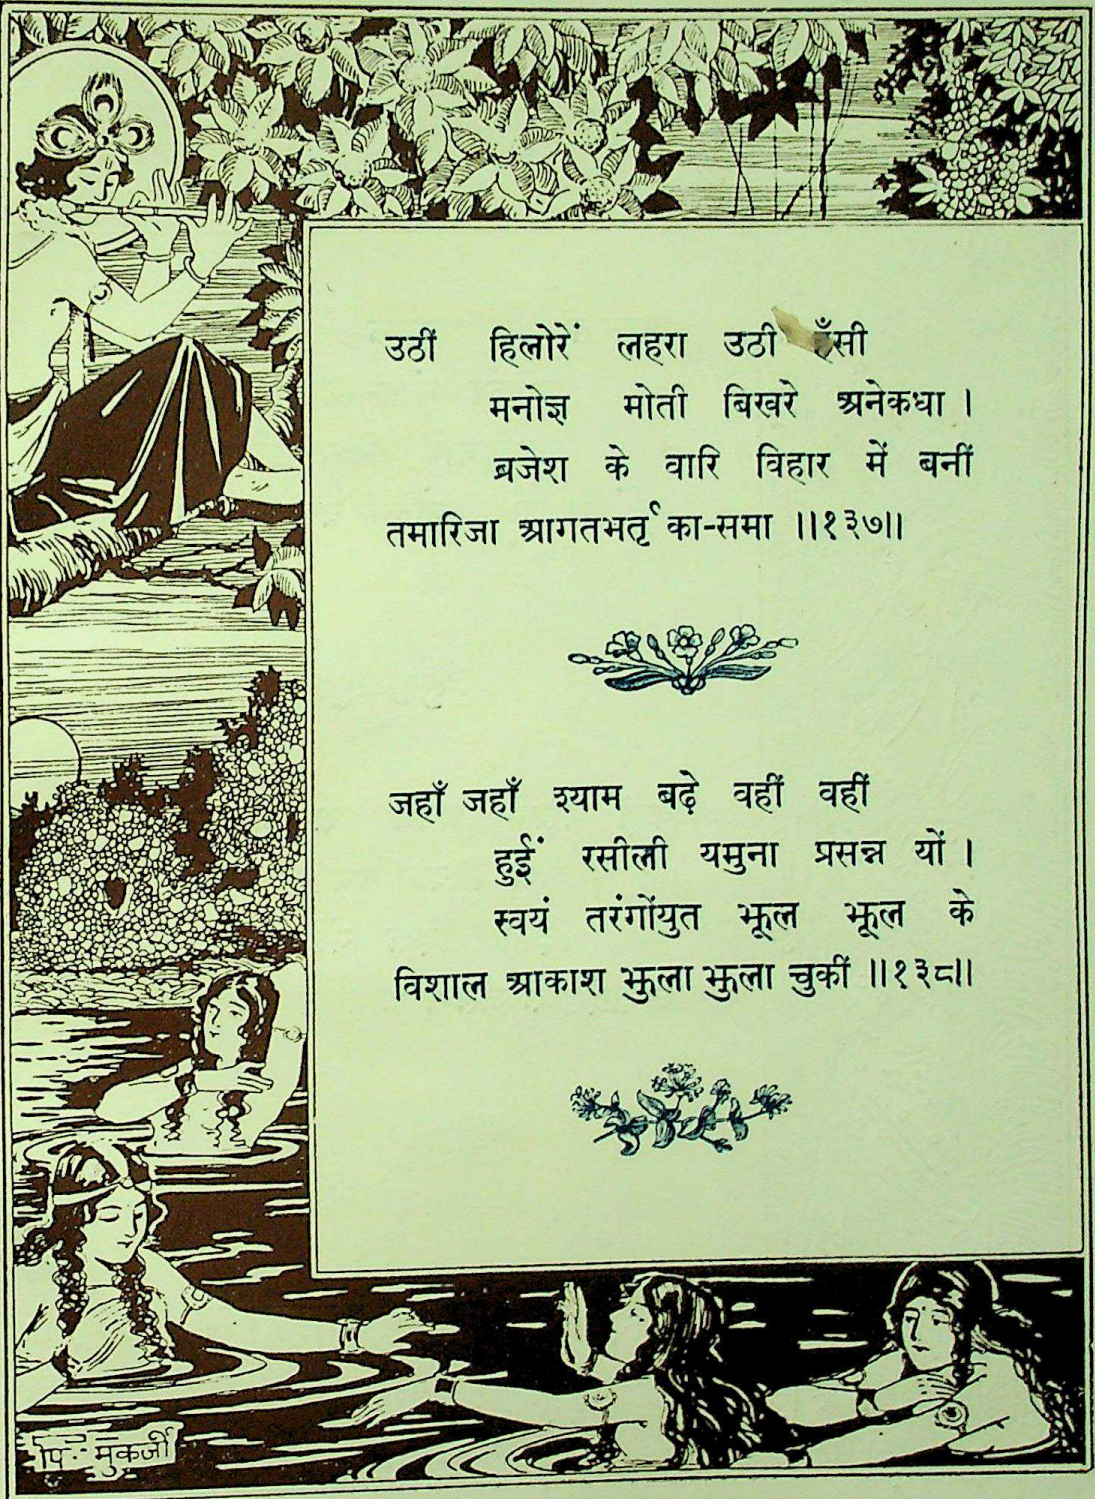 उठीं हिलोरें लहरा उठी हँसी
मनोज्ञ मोती बिखरे अनेकधा ।
ब्रजेश के वारि विहार में बनीं
तमारिजा आगतभर्तृका-समा ॥१३७॥
जहाँ जहाँ श्याम बढ़े वहीं वहीं
हुईं रसीली यमुना प्रसन्न यों ।
स्वयं तरंगोंयुत झूल झूल के
विशाल आकाश झुला झुला चुकीं ॥१३८॥
पि. मुकर्जी